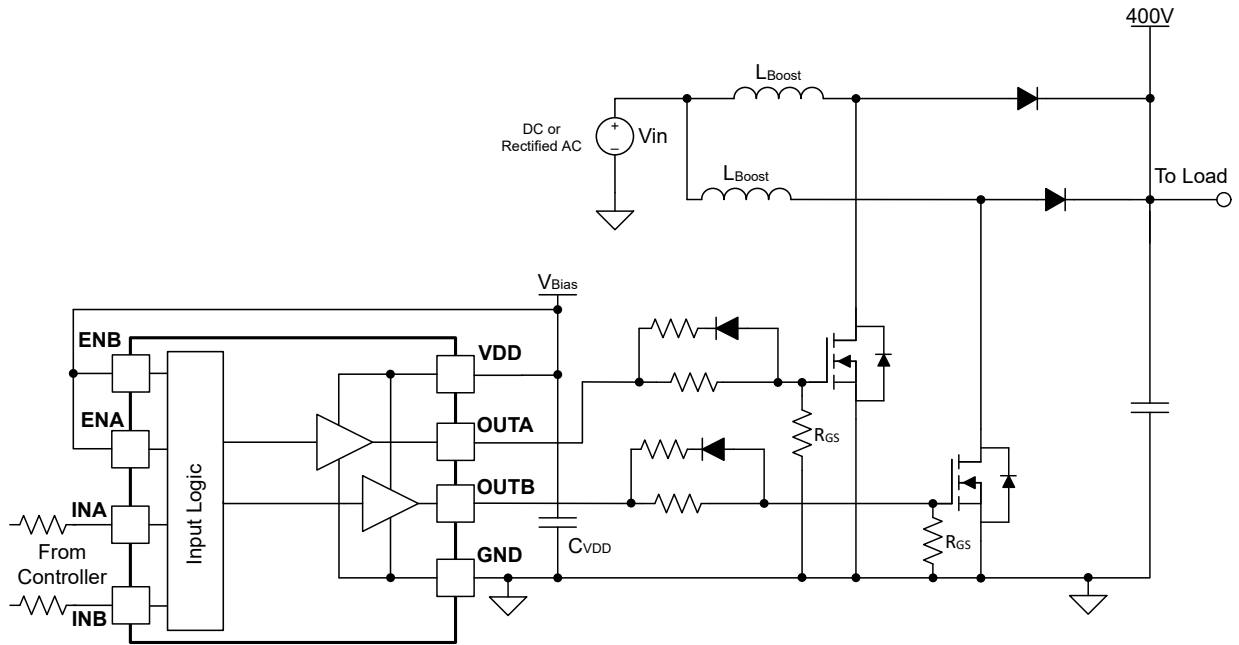 400V
LBoost
DC or
Rectified AC
+
Vin
–
LBoost
To Load
VBias
ENB
VDD
ENA
OUTA
RGS
Input Logic
OUTB
INA
From
Controller
CVDD
RGS
GND
INB